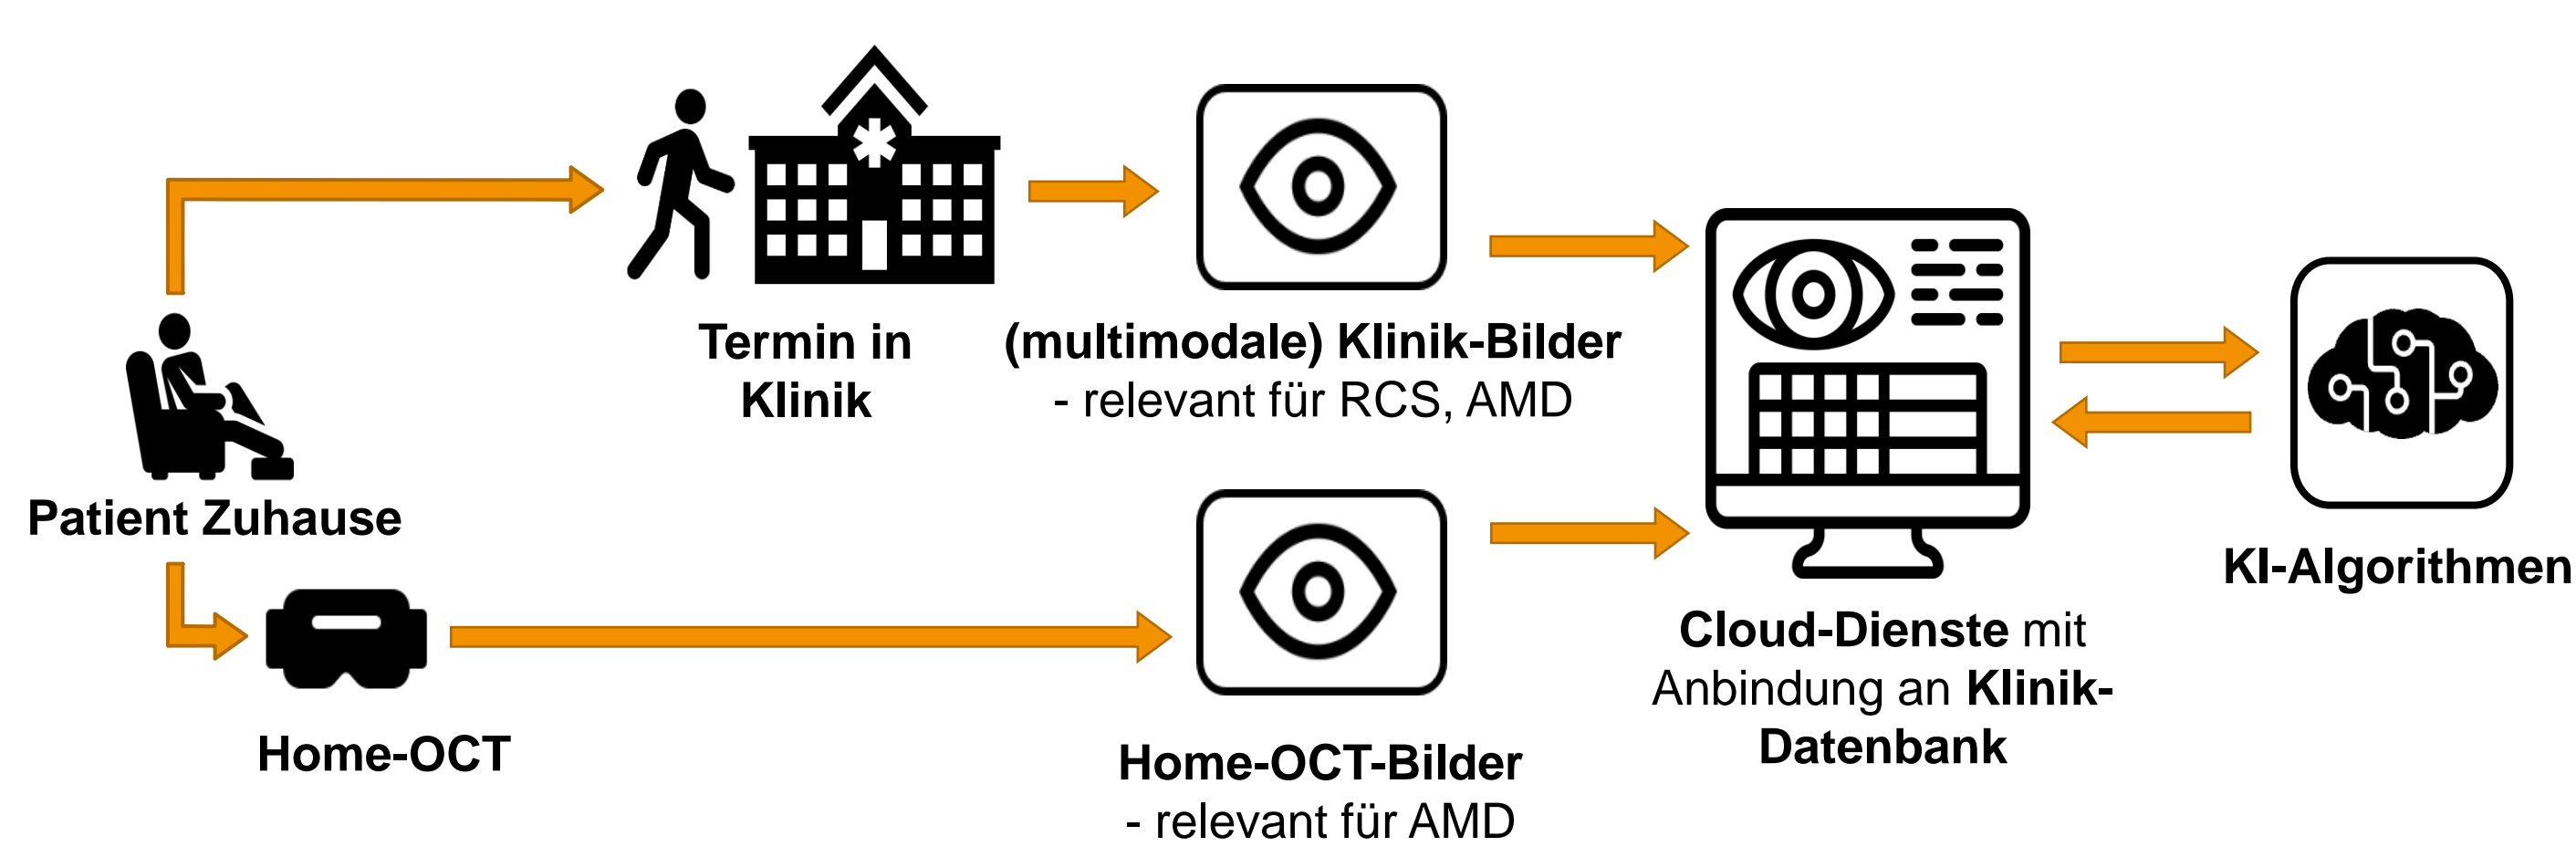 Termin in
Klinik
(multimodale) Klinik-Bilder
- relevant für RCS, AMD
Patient Zuhause
Home-OCT
Home-OCT-Bilder
- relevant für AMD
Cloud-Dienste mit
Anbindung an Klinik-
Datenbank
KI-Algorithmen